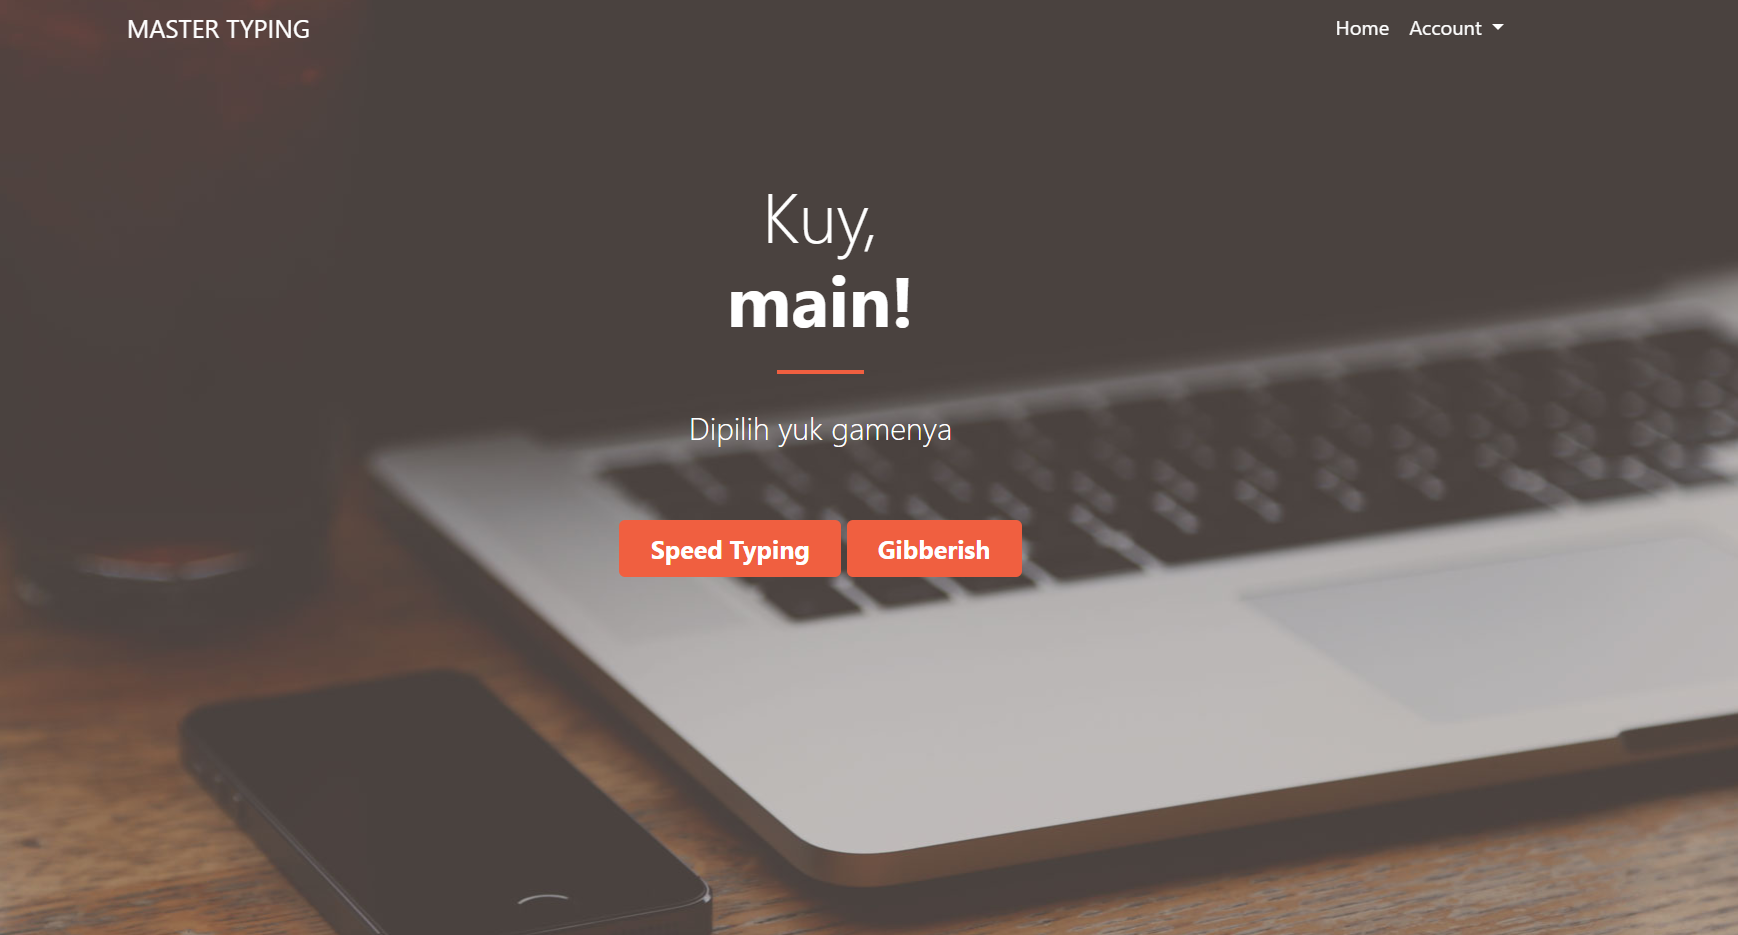 MASTER TYPING
Home Account
Kuy,
main!
Dipilih yuk gamenya
Speed Typing Gibberish